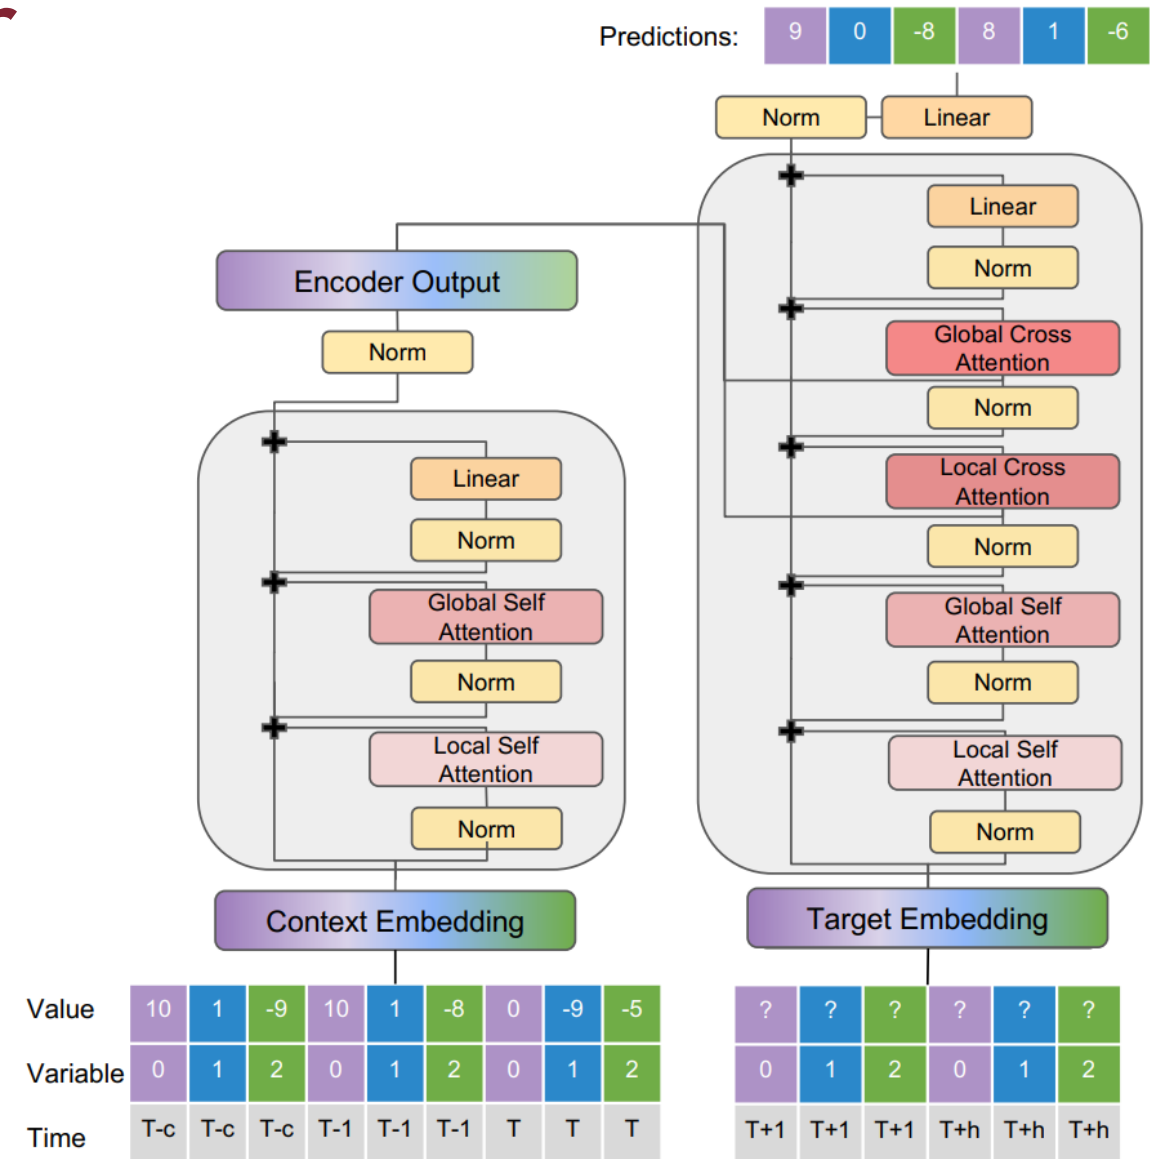 Predictions: 9 0 -8 8 1 -6
Norm Linear
Linear
Norm
Global Cross
Attention
Norm
Local Cross
Attention
Norm
Global Self
Attention
Norm
Local Self
Attention
Norm
Target Embedding
Encoder Output
Norm
Linear
Norm
Global Self
Attention
Norm
Local Self
Attention
Norm
Context Embedding
Value 10 1 -9 10 1 -8 0 -9 -5
Variable 0 1 2 0 1 2 0 1 2
Time T-c T-c T-c T-1 T-1 T-1 T T T
? ? ? ? ? ?
0 1 2 0 1 2
T+1 T+1 T+1 T+h T+h T+h